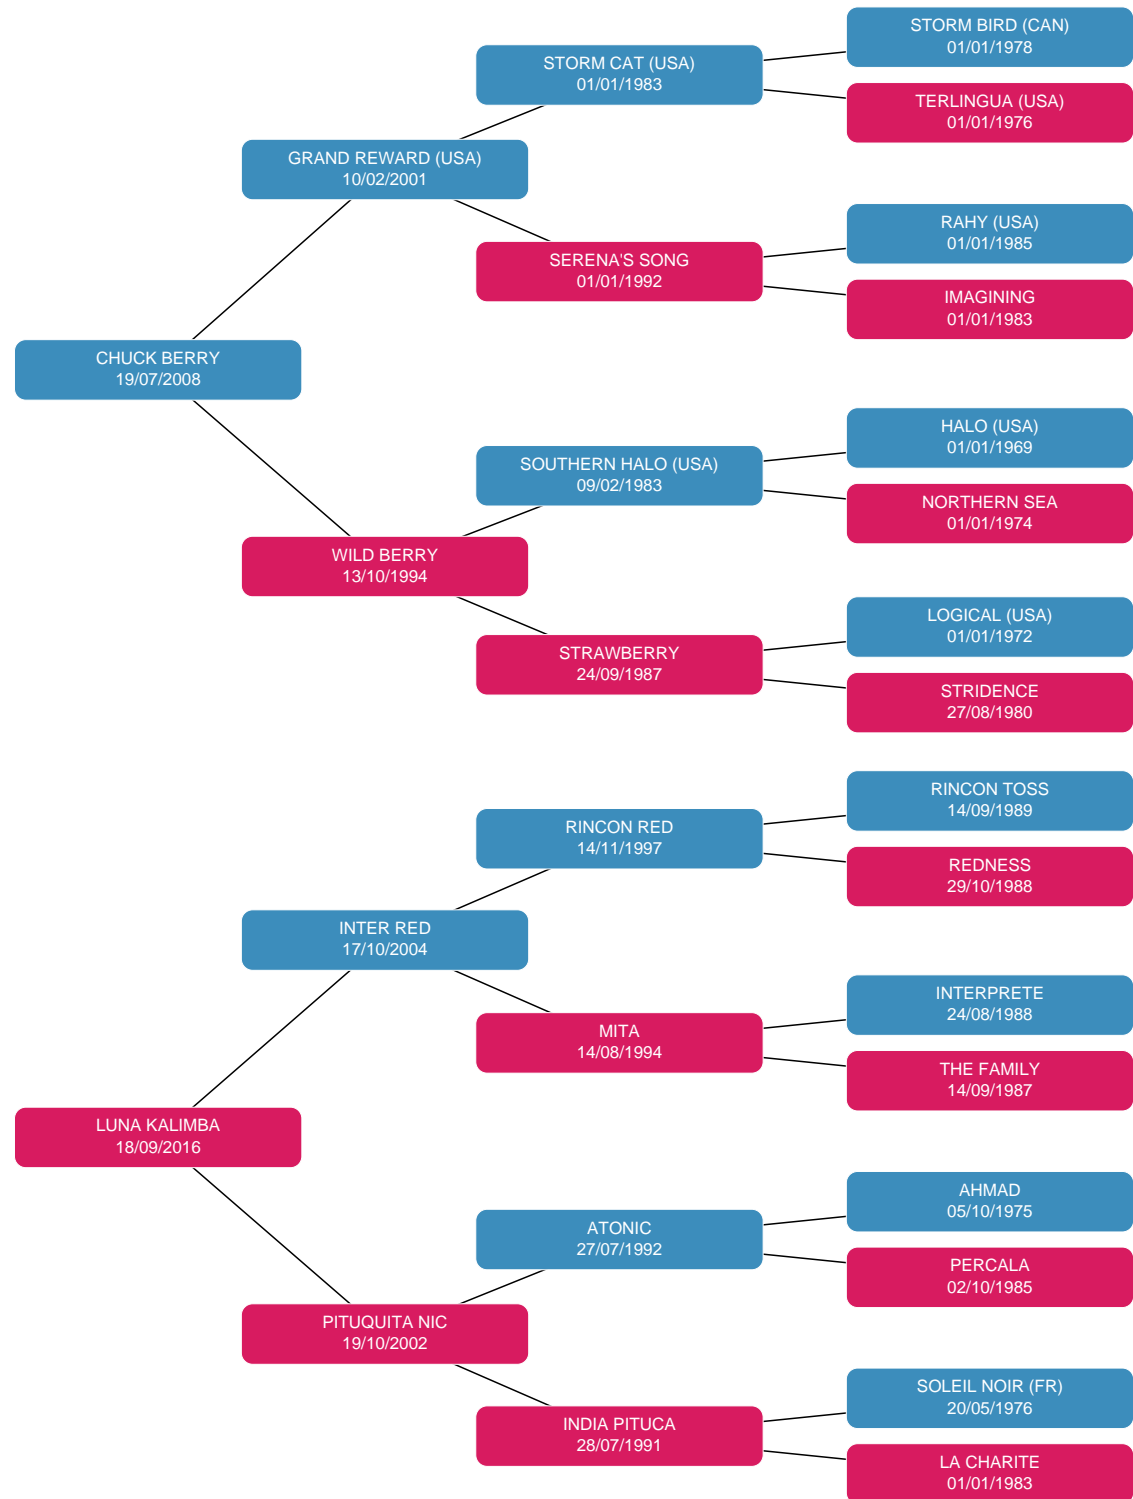 STORM BIRD (CAN)
01/01/1978
STORM CAT (USA)
01/01/1983
TERLINGUA (USA)
01/01/1976
GRAND REWARD (USA)
10/02/2001
RAHY (USA)
01/01/1985
SERENA'S SONG
01/01/1992
IMAGINING
01/01/1983
CHUCK BERRY
19/07/2008
HALO (USA)
01/01/1969
SOUTHERN HALO (USA)
09/02/1983
NORTHERN SEA
01/01/1974
WILD BERRY
13/10/1994
LOGICAL (USA)
01/01/1972
STRAWBERRY
24/09/1987
STRIDENCE
27/08/1980
RINCON TOSS
14/09/1989
RINCON RED
14/11/1997
REDNESS
29/10/1988
INTER RED
17/10/2004
INTERPRETE
24/08/1988
MITA
14/08/1994
THE FAMILY
14/09/1987
LUNA KALIMBA
18/09/2016
AHMAD
05/10/1975
ATONIC
27/07/1992
PERCALA
02/10/1985
PITUQUITA NIC
19/10/2002
SOLEIL NOIR (FR)
20/05/1976
INDIA PITUCA
28/07/1991
LA CHARITE
01/01/1983